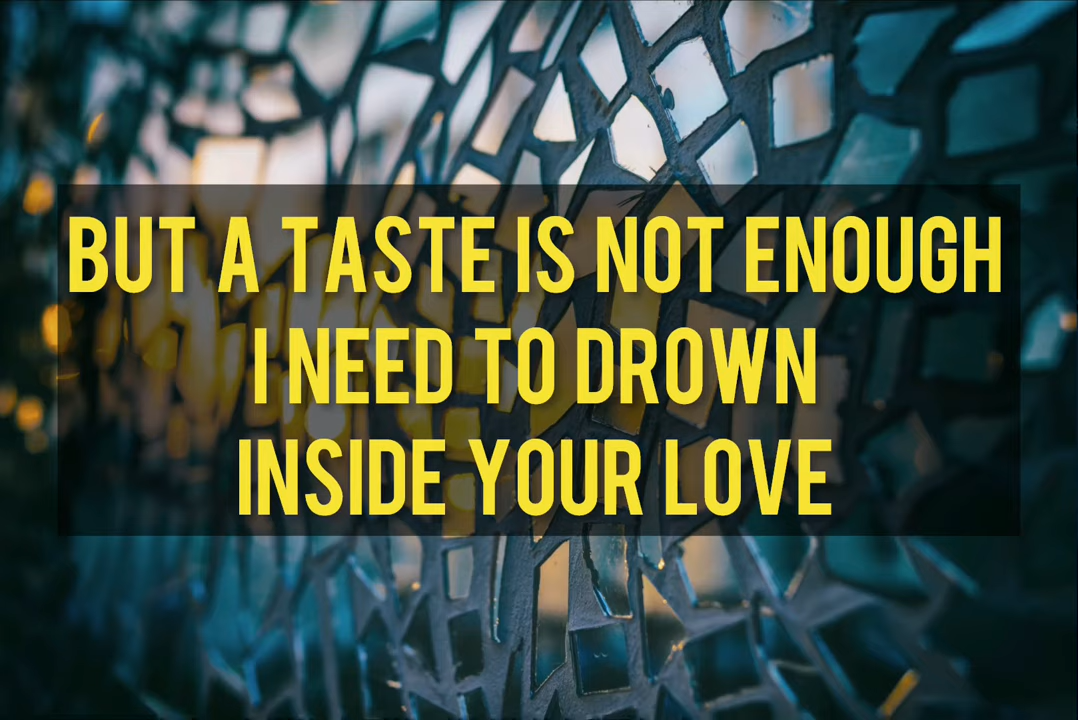 BUT A TASTE IS NOT ENOUGH
I NEED TO DROWN
INSIDE YOUR LOVE